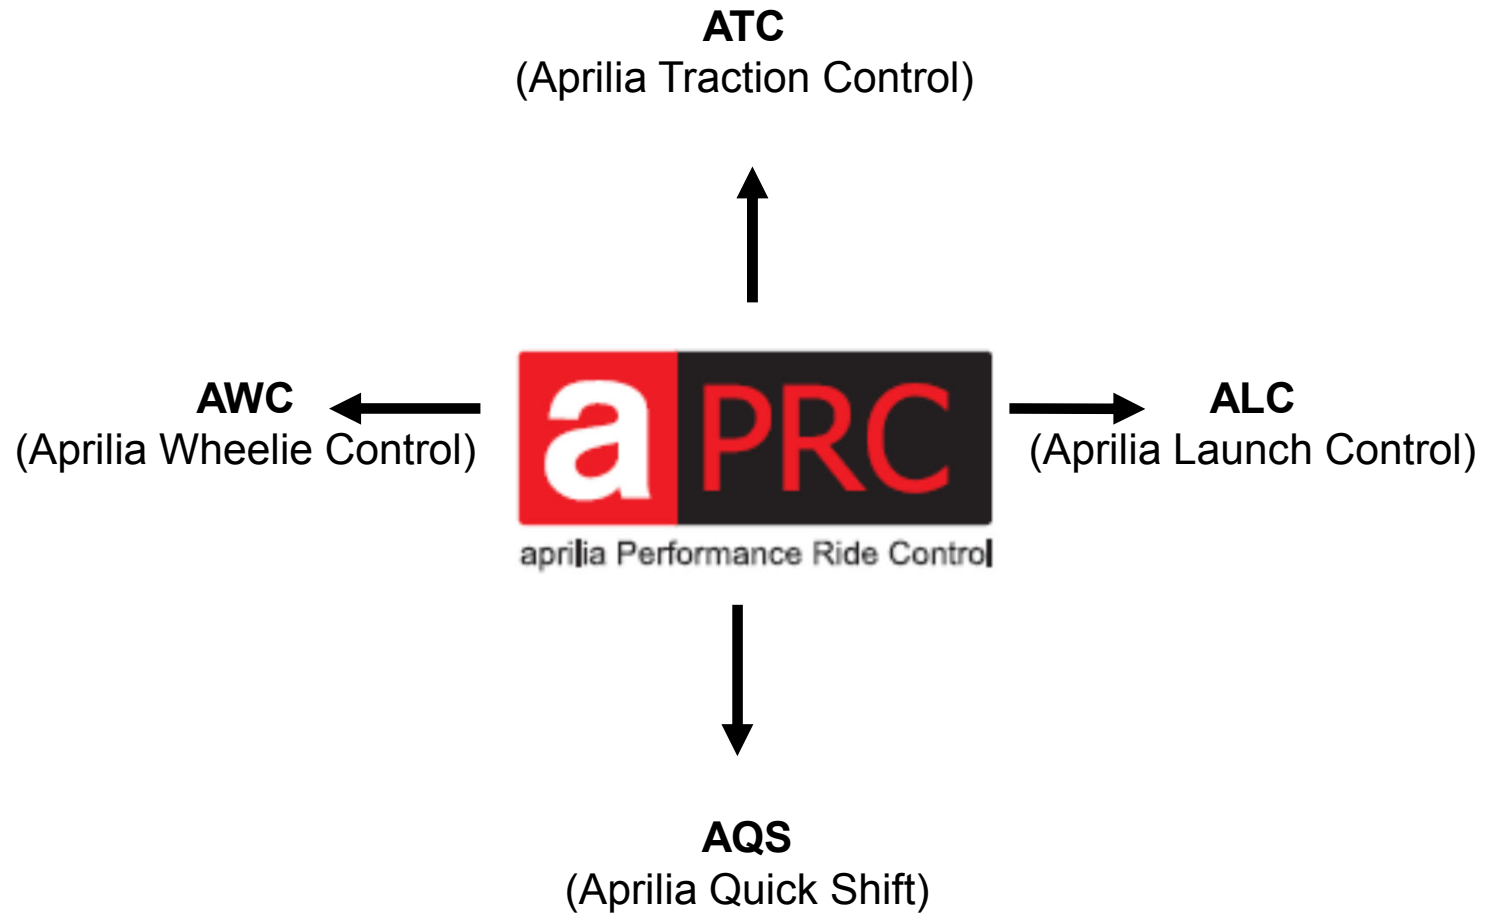 ATC
(Aprilia Traction Control)
AWC
(Aprilia Wheelie Control)
a PRC
aprilia Performance Ride Control
ALC
(Aprilia Launch Control)
AQS
(Aprilia Quick Shift)